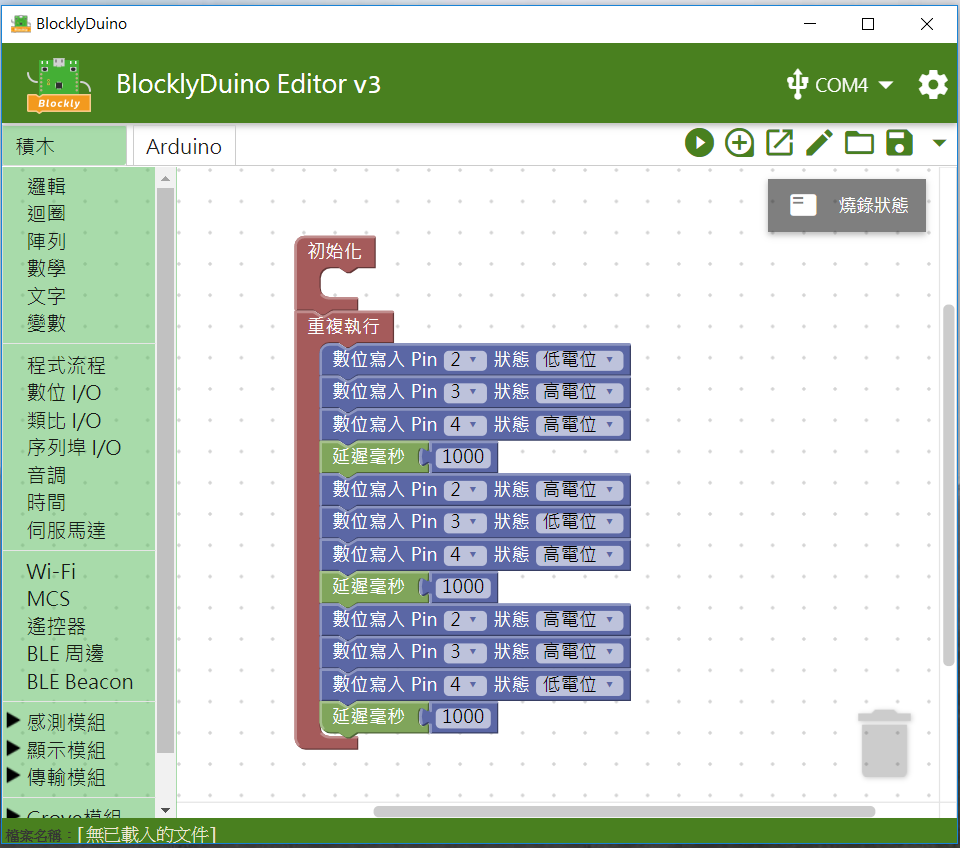 BlocklyDuino
Blockly
BlocklyDuino Editor v3
COM4
積木
Arduino
燒錄狀態
邏輯
迴圈
陣列
數學
文字
變數
程式流程
數位 I/O
類比 I/O
序列埠 I/O
音調
時間
伺服馬達
Wi-Fi
MCS
遙控器
BLE 周邊
BLE Beacon
感測模組
顯示模組
傳輸模組
Grove模組
初始化
重複執行
數位寫入 Pin 2 狀態 低電位
數位寫入 Pin 3 狀態 高電位
數位寫入 Pin 4 狀態 高電位
延遲毫秒 1000
數位寫入 Pin 2 狀態 高電位
數位寫入 Pin 3 狀態 低電位
數位寫入 Pin 4 狀態 高電位
延遲毫秒 1000
數位寫入 Pin 2 狀態 高電位
數位寫入 Pin 3 狀態 高電位
數位寫入 Pin 4 狀態 低電位
延遲毫秒 1000
檔案名稱：[無已載入的文件]